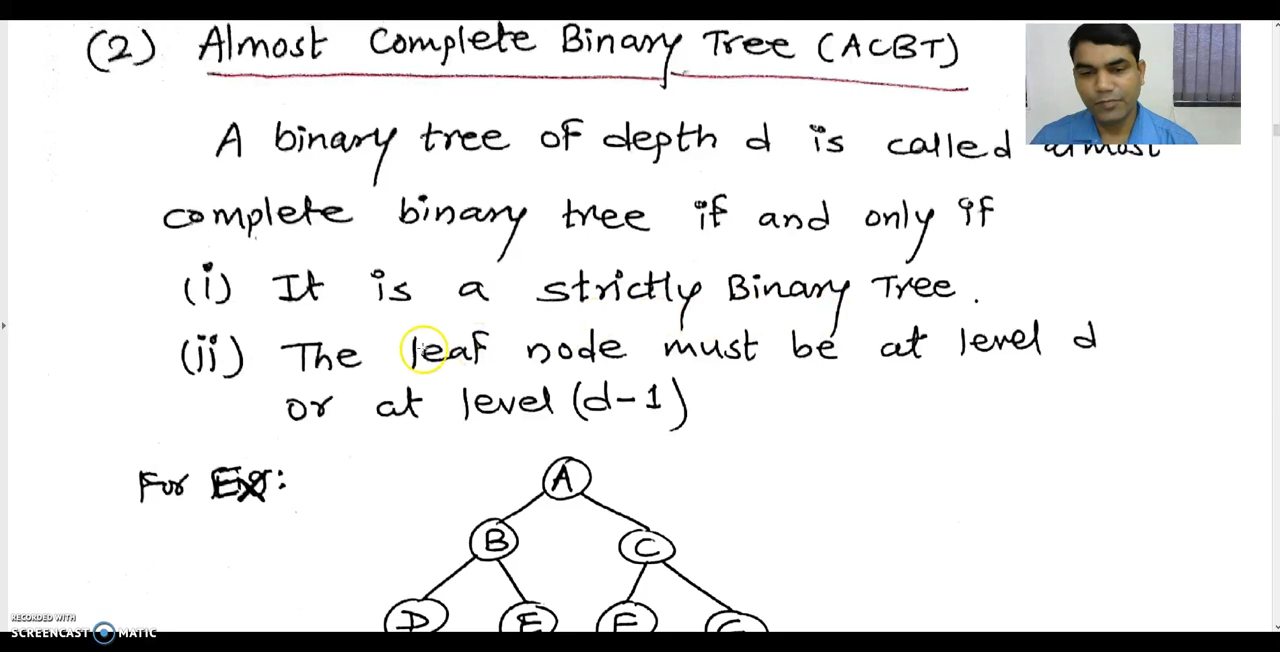 (2) Almost Complete Binary Tree (ACBT)
A binary tree of depth d is called almost
complete binary tree if and only if
(i) It is a strictly Binary Tree.
(ii) The leaf node must be at level d
or at level (d-1)
For Ex:
A
B C
D E F G
RECORDED WITH
SCREENCAST MATIC